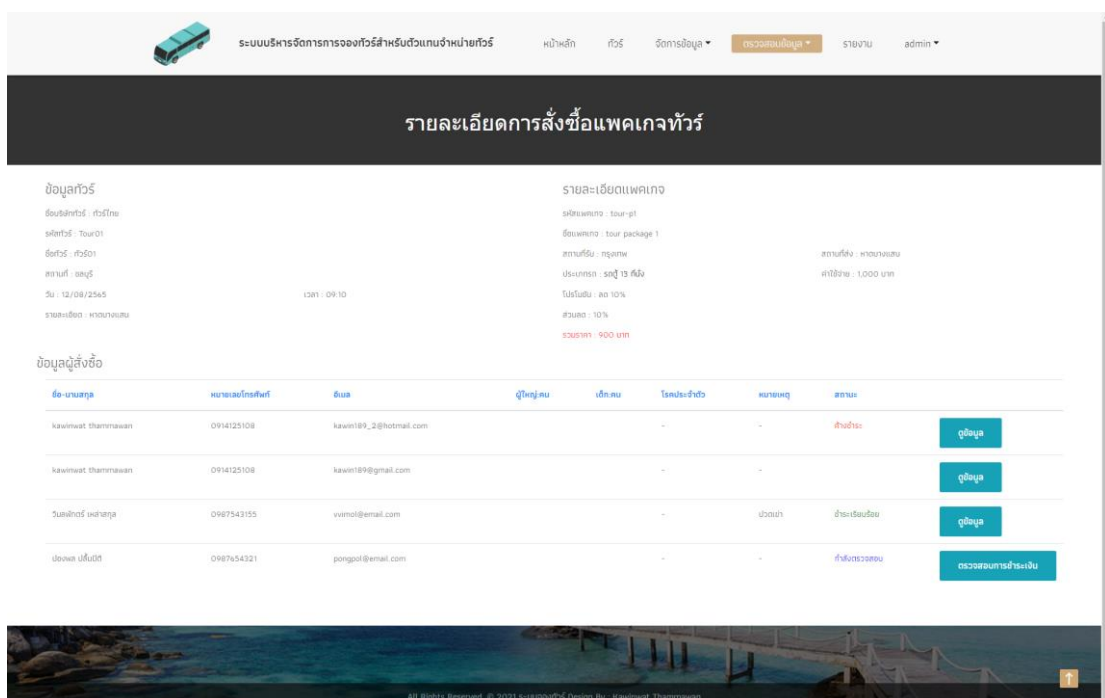 ระบบบริหารจัดการการจองทัวร์สำหรับตัวแทนจำหน่ายทัวร์ หน้าหลัก ทัวร์ จัดการข้อมูล ตรวจสอบข้อมูล รายงาน admin
รายละเอียดการสั่งซื้อแพคเกจทัวร์
ข้อมูลทัวร์
ชื่อบริษัททัวร์ : ทัวร์ไทย
รหัสทัวร์ : Tour01
ชื่อทัวร์ : ทัวร์01
สถานที่ : ชลบุรี
วัน : 12/08/2565 เวลา : 09:10
รายละเอียด : หาดบางแสน
รายละเอียดแพคเกจ
รหัสแพคเกจ : tour-p1
ชื่อแพคเกจ : tour package 1
สถานที่รับ : กรุงเทพ สถานที่ส่ง : หาดบางแสน
ประเภทรถ : รถตู้ 13 ที่นั่ง ค่าใช้จ่าย : 1,000 บาท
โปรโมชั่น : ลด 10%
ส่วนลด : 10%
รวมราคา : 900 บาท
ข้อมูลผู้สั่งซื้อ
ชื่อ-นามสกุล หมายเลขโทรศัพท์ อีเมล ผู้ใหญ่:คน เด็ก:คน โรคประจำตัว หมายเหตุ สถานะ
kawinwat thammawan 0914125108 kawin189_2@hotmail.com - - ค้างชำระ ดูข้อมูล
kawinwat thammawan 0914125108 kawin189@gmail.com - - ดูข้อมูล
วิมลพักตร์ เหล่าสกุล 0987543155 vvimol@email.com - ปวดเข่า ชำระเรียบร้อย ดูข้อมูล
ปองพล ปลื้มปิติ 0987654321 pongpol@email.com - - กำลังตรวจสอบ ตรวจสอบการชำระเงิน
All Rights Reserved. © 2021 ระบบจองทัวร์ Design By : Kawinwat Thammawan